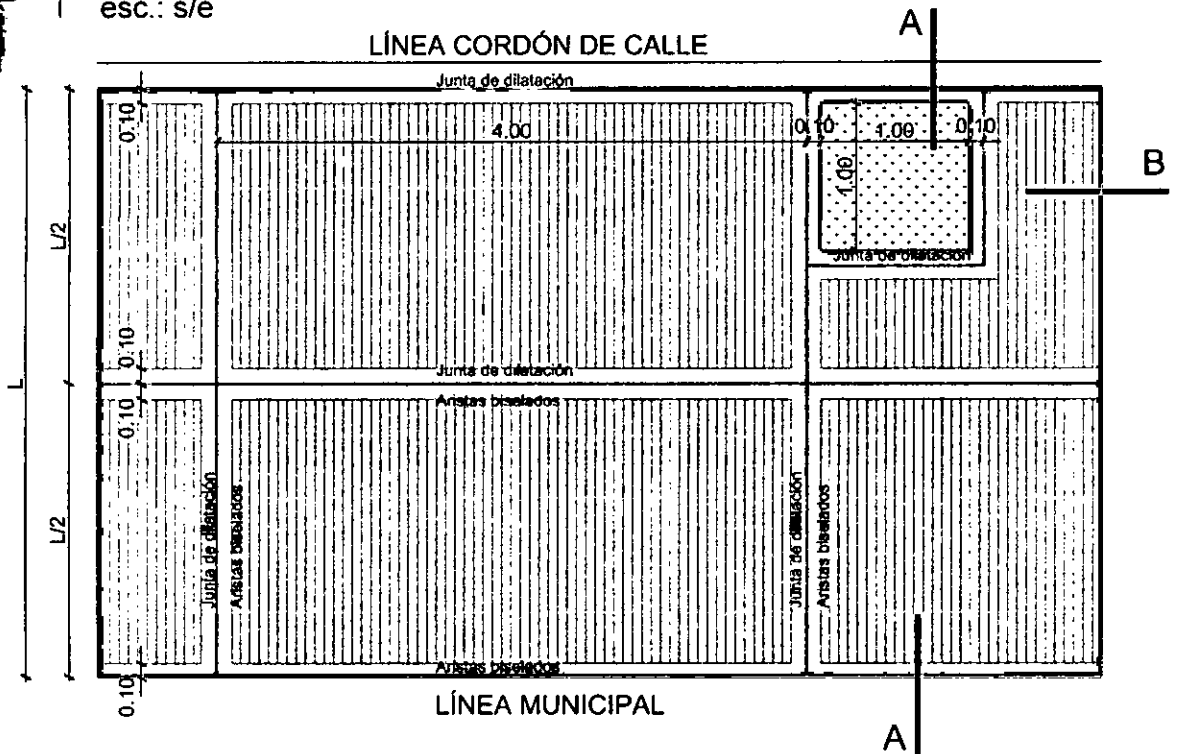 esc.: s/e
A
LÍNEA CORDÓN DE CALLE
Junta de dilatación
0.10
4.00
0.10
1.00
0.10
B
1.00
L/2
Junta de dilatación
0.10
Junta de dilatación
L
Aristas biselados
0.10
L/2
Junta de dilatación
Aristas biselados
Junta de dilatación
Aristas biselados
Aristas biselados
0.10
LÍNEA MUNICIPAL
A